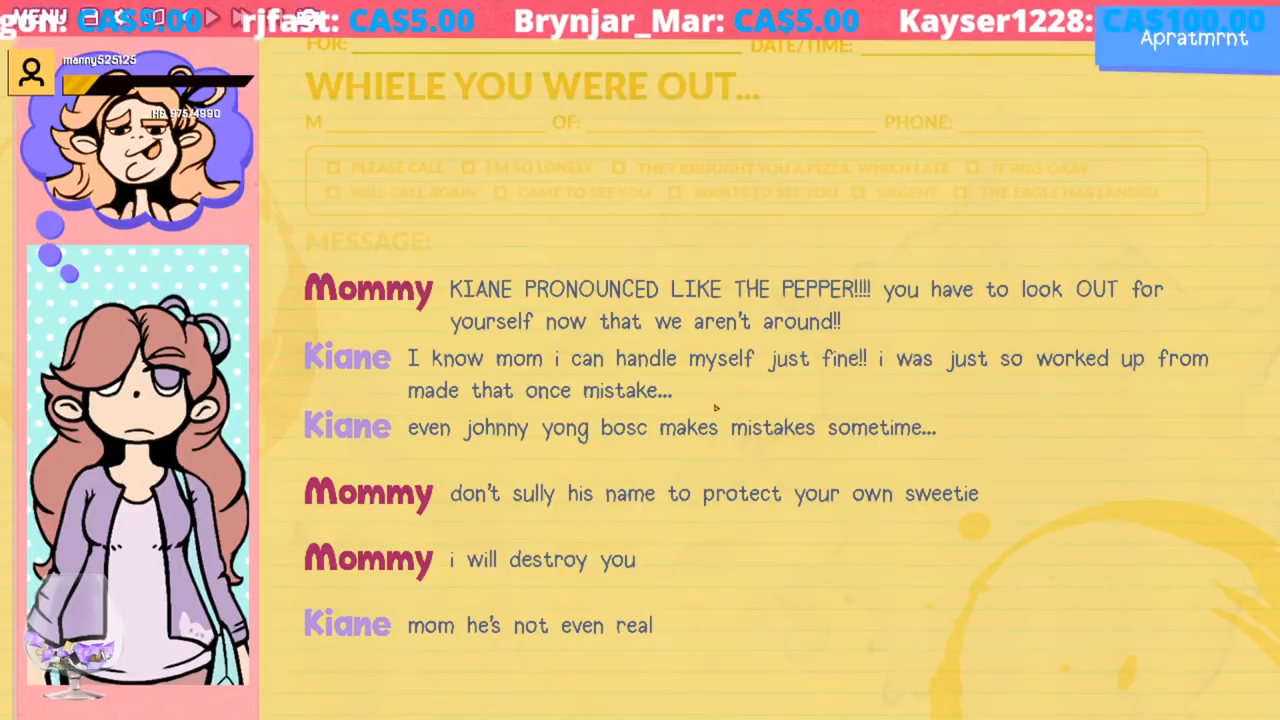 MENU
gon: CA$5.00 rjfast: CA$5.00 Brynjar_Mar: CA$5.00 Kayser1228: CA$100.00
Apratmrnt
manny525125
FOR: DATE/TIME:
WHIELE YOU WERE OUT...
M OF: PHONE:
PLEASE CALL I'M SO LONELY THEY BROUGHT YOU A PIZZA, WHICH I ATE IT WAS OKAY
WILL CALL AGAIN CAME TO SEE YOU WANTS TO SEE YOU URGENT THE EAGLE HAS LANDED
MESSAGE:
Mommy KIANE PRONOUNCED LIKE THE PEPPER!!!! you have to look OUT for
yourself now that we aren't around!!
Kiane I know mom i can handle myself just fine!! i was just so worked up from
made that once mistake...
Kiane even johnny yong bosc makes mistakes sometime...
Mommy don't sully his name to protect your own sweetie
Mommy i will destroy you
Kiane mom he's not even real